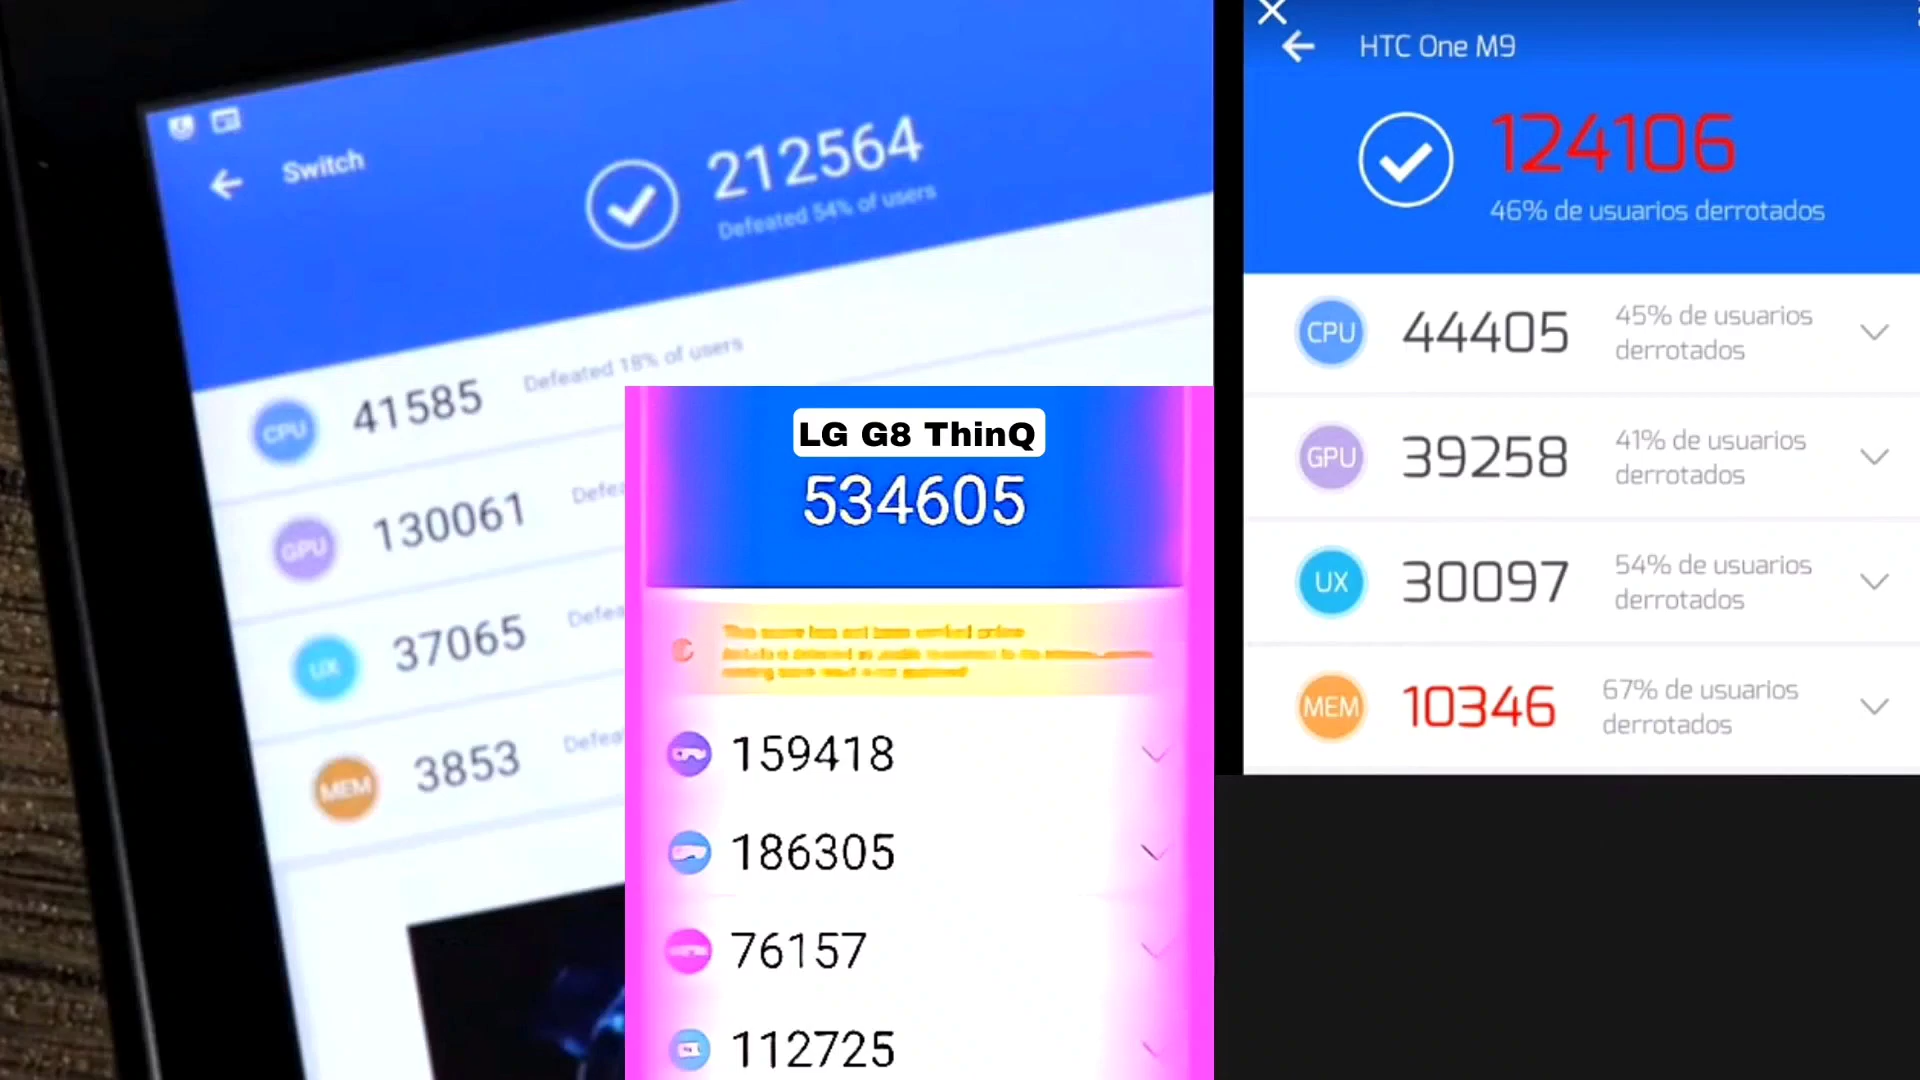 Switch
212564
Defeated 54% of users
CPU 41585 Defeated 18% of users
GPU 130061 Defea
UX 37065 Defea
MEM 3853 Defea
LG G8 ThinQ
534605
159418
186305
76157
112725
HTC One M9
124106
46% de usuarios derrotados
CPU 44405 45% de usuarios
derrotados
GPU 39258 41% de usuarios
derrotados
UX 30097 54% de usuarios
derrotados
MEM 10346 67% de usuarios
derrotados